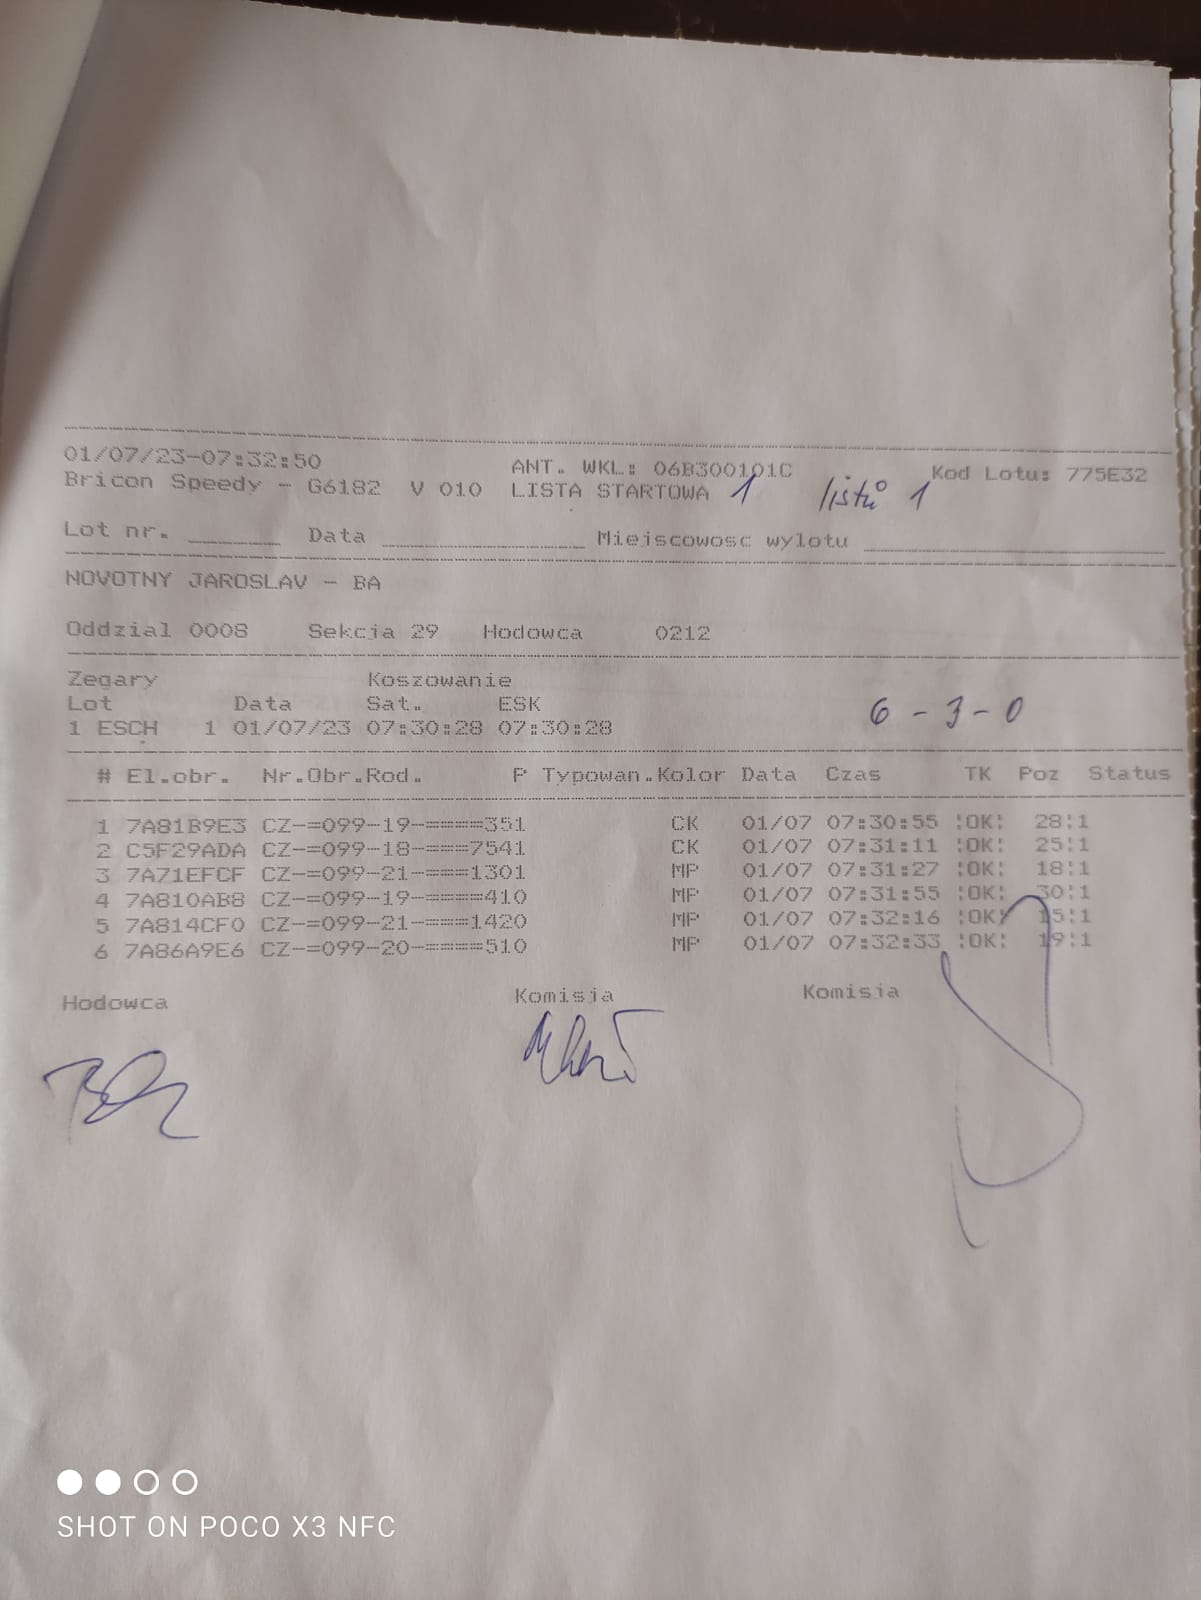 01/07/23-07:32:50 ANT. WKL: 06B300101C Kod Lotu: 775E32
Bricon Speedy - G6182 V 010 LISTA STARTOWA 1 listů 1
Lot nr. ________ Data ________ Miejscowosc wylotu ________
NOVOTNY JAROSLAV - BA
Oddzial 0008 Sekcja 29 Hodowca 0212
Zegary Koszowanie
Lot Data Sat. ESK
1 ESCH 1 01/07/23 07:30:28 07:30:28 6 - 3 - 0
# El.obr. Nr.Obr.Rod. P Typowan.Kolor Data Czas TK Poz Status
1 7A81B9E3 CZ-=099-19-====351 CK 01/07 07:30:55 :OK: 28:1
2 C5F29ADA CZ-=099-18-===7541 CK 01/07 07:31:11 :OK: 25:1
3 7A71EFCF CZ-=099-21-===1301 MP 01/07 07:31:27 :OK: 18:1
4 7A810AB8 CZ-=099-19-====410 MP 01/07 07:31:55 :OK: 30:1
5 7A814CF0 CZ-=099-21-===1420 MP 01/07 07:32:16 :OK: 15:1
6 7A86A9E6 CZ-=099-20-====510 MP 01/07 07:32:33 :OK: 19:1
Hodowca Komisja Komisja
SHOT ON POCO X3 NFC